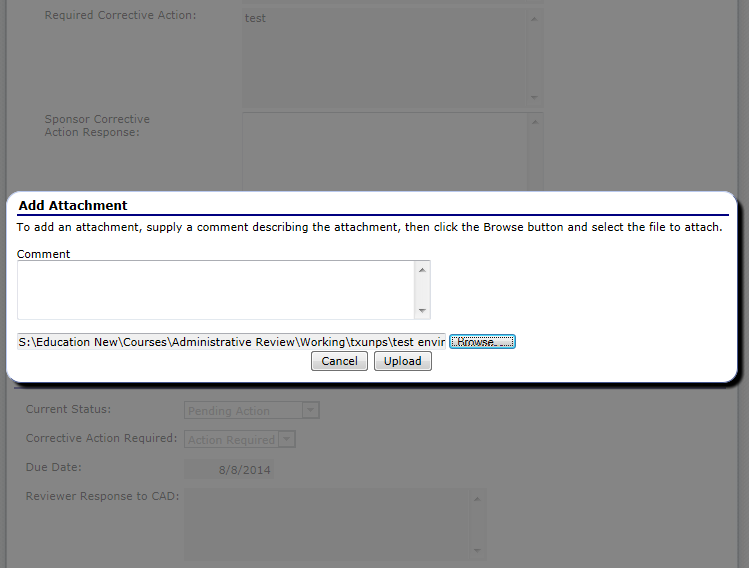 Required Corrective Action:
test
Sponsor Corrective
Action Response:
Add Attachment
To add an attachment, supply a comment describing the attachment, then click the Browse button and select the file to attach.
Comment
S:\Education New\Courses\Administrative Review\Working\txunps\test envir
Browse...
Cancel
Upload
Current Status:
Pending Action
Corrective Action Required:
Action Required
Due Date:
8/8/2014
Reviewer Response to CAD: